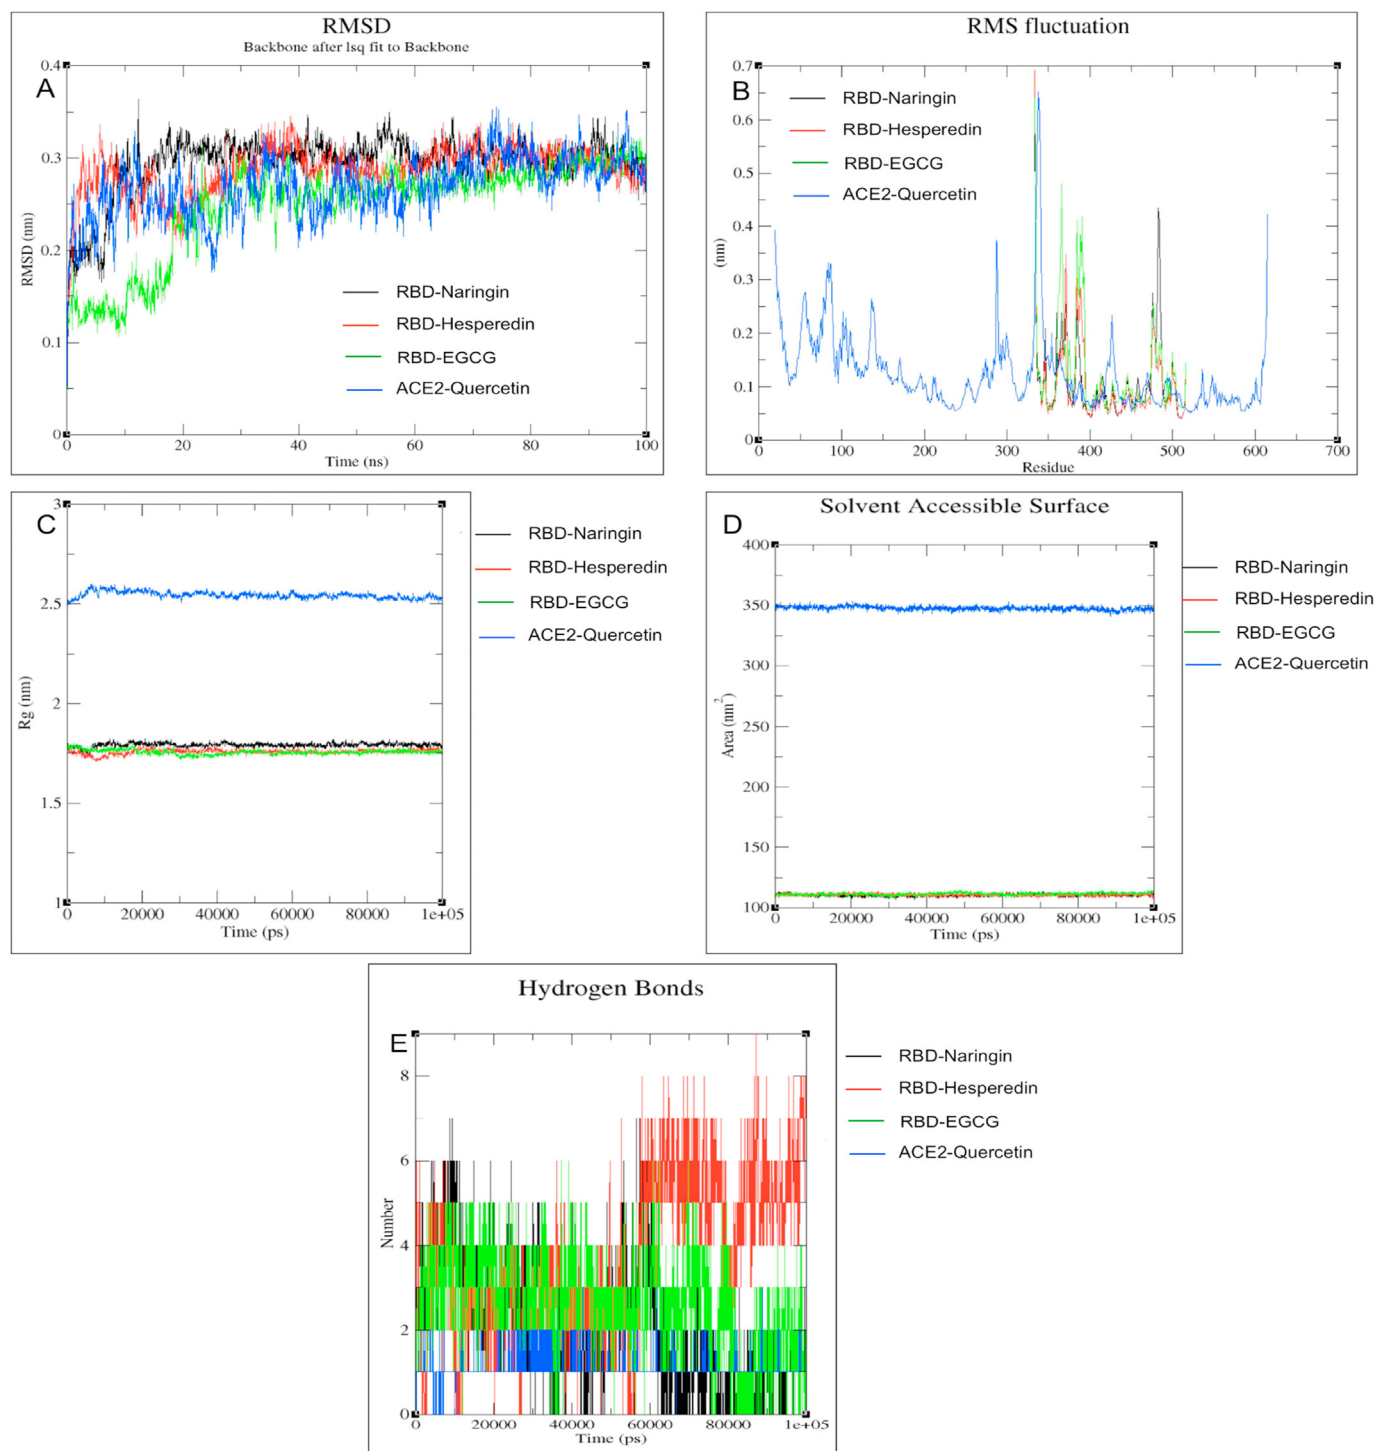 RMSD
Backbone after lsq fit to Backbone
A
0.4
0.3
0.2
0.1
0
RMSD (nm)
RBD-Naringin
RBD-Hesperedin
RBD-EGCG
ACE2-Quercetin
0 20 40 60 80 100
Time (ns)
RMS fluctuation
B
0.7
0.6
0.5
0.4
0.3
0.2
0.1
0
(nm)
RBD-Naringin
RBD-Hesperedin
RBD-EGCG
ACE2-Quercetin
0 100 200 300 400 500 600 700
Residue
C
3
2.5
2
1.5
1
Rg (nm)
RBD-Naringin
RBD-Hesperedin
RBD-EGCG
ACE2-Quercetin
0 20000 40000 60000 80000 1e+05
Time (ps)
Solvent Accessible Surface
D
400
350
300
250
200
150
100
Area (nm²)
RBD-Naringin
RBD-Hesperedin
RBD-EGCG
ACE2-Quercetin
0 20000 40000 60000 80000 1e+05
Time (ps)
Hydrogen Bonds
E
8
6
4
2
0
Number
RBD-Naringin
RBD-Hesperedin
RBD-EGCG
ACE2-Quercetin
0 20000 40000 60000 80000 1e+05
Time (ps)